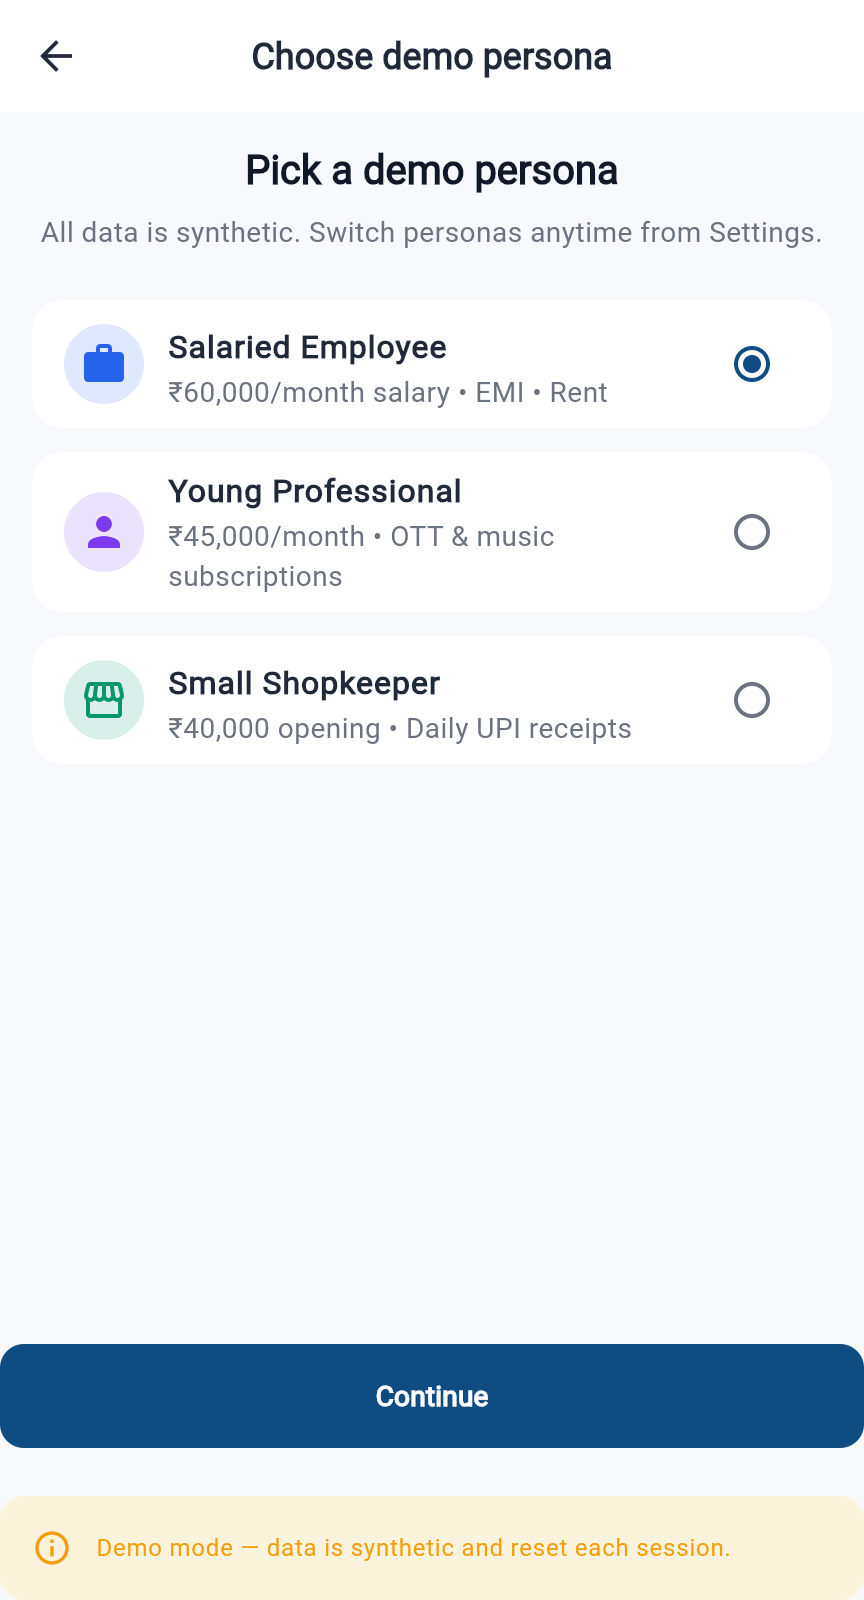 Choose demo persona
Pick a demo persona
All data is synthetic. Switch personas anytime from Settings.
Salaried Employee
₹60,000/month salary • EMI • Rent
Young Professional
₹45,000/month • OTT & music
subscriptions
Small Shopkeeper
₹40,000 opening • Daily UPI receipts
Continue
Demo mode — data is synthetic and reset each session.